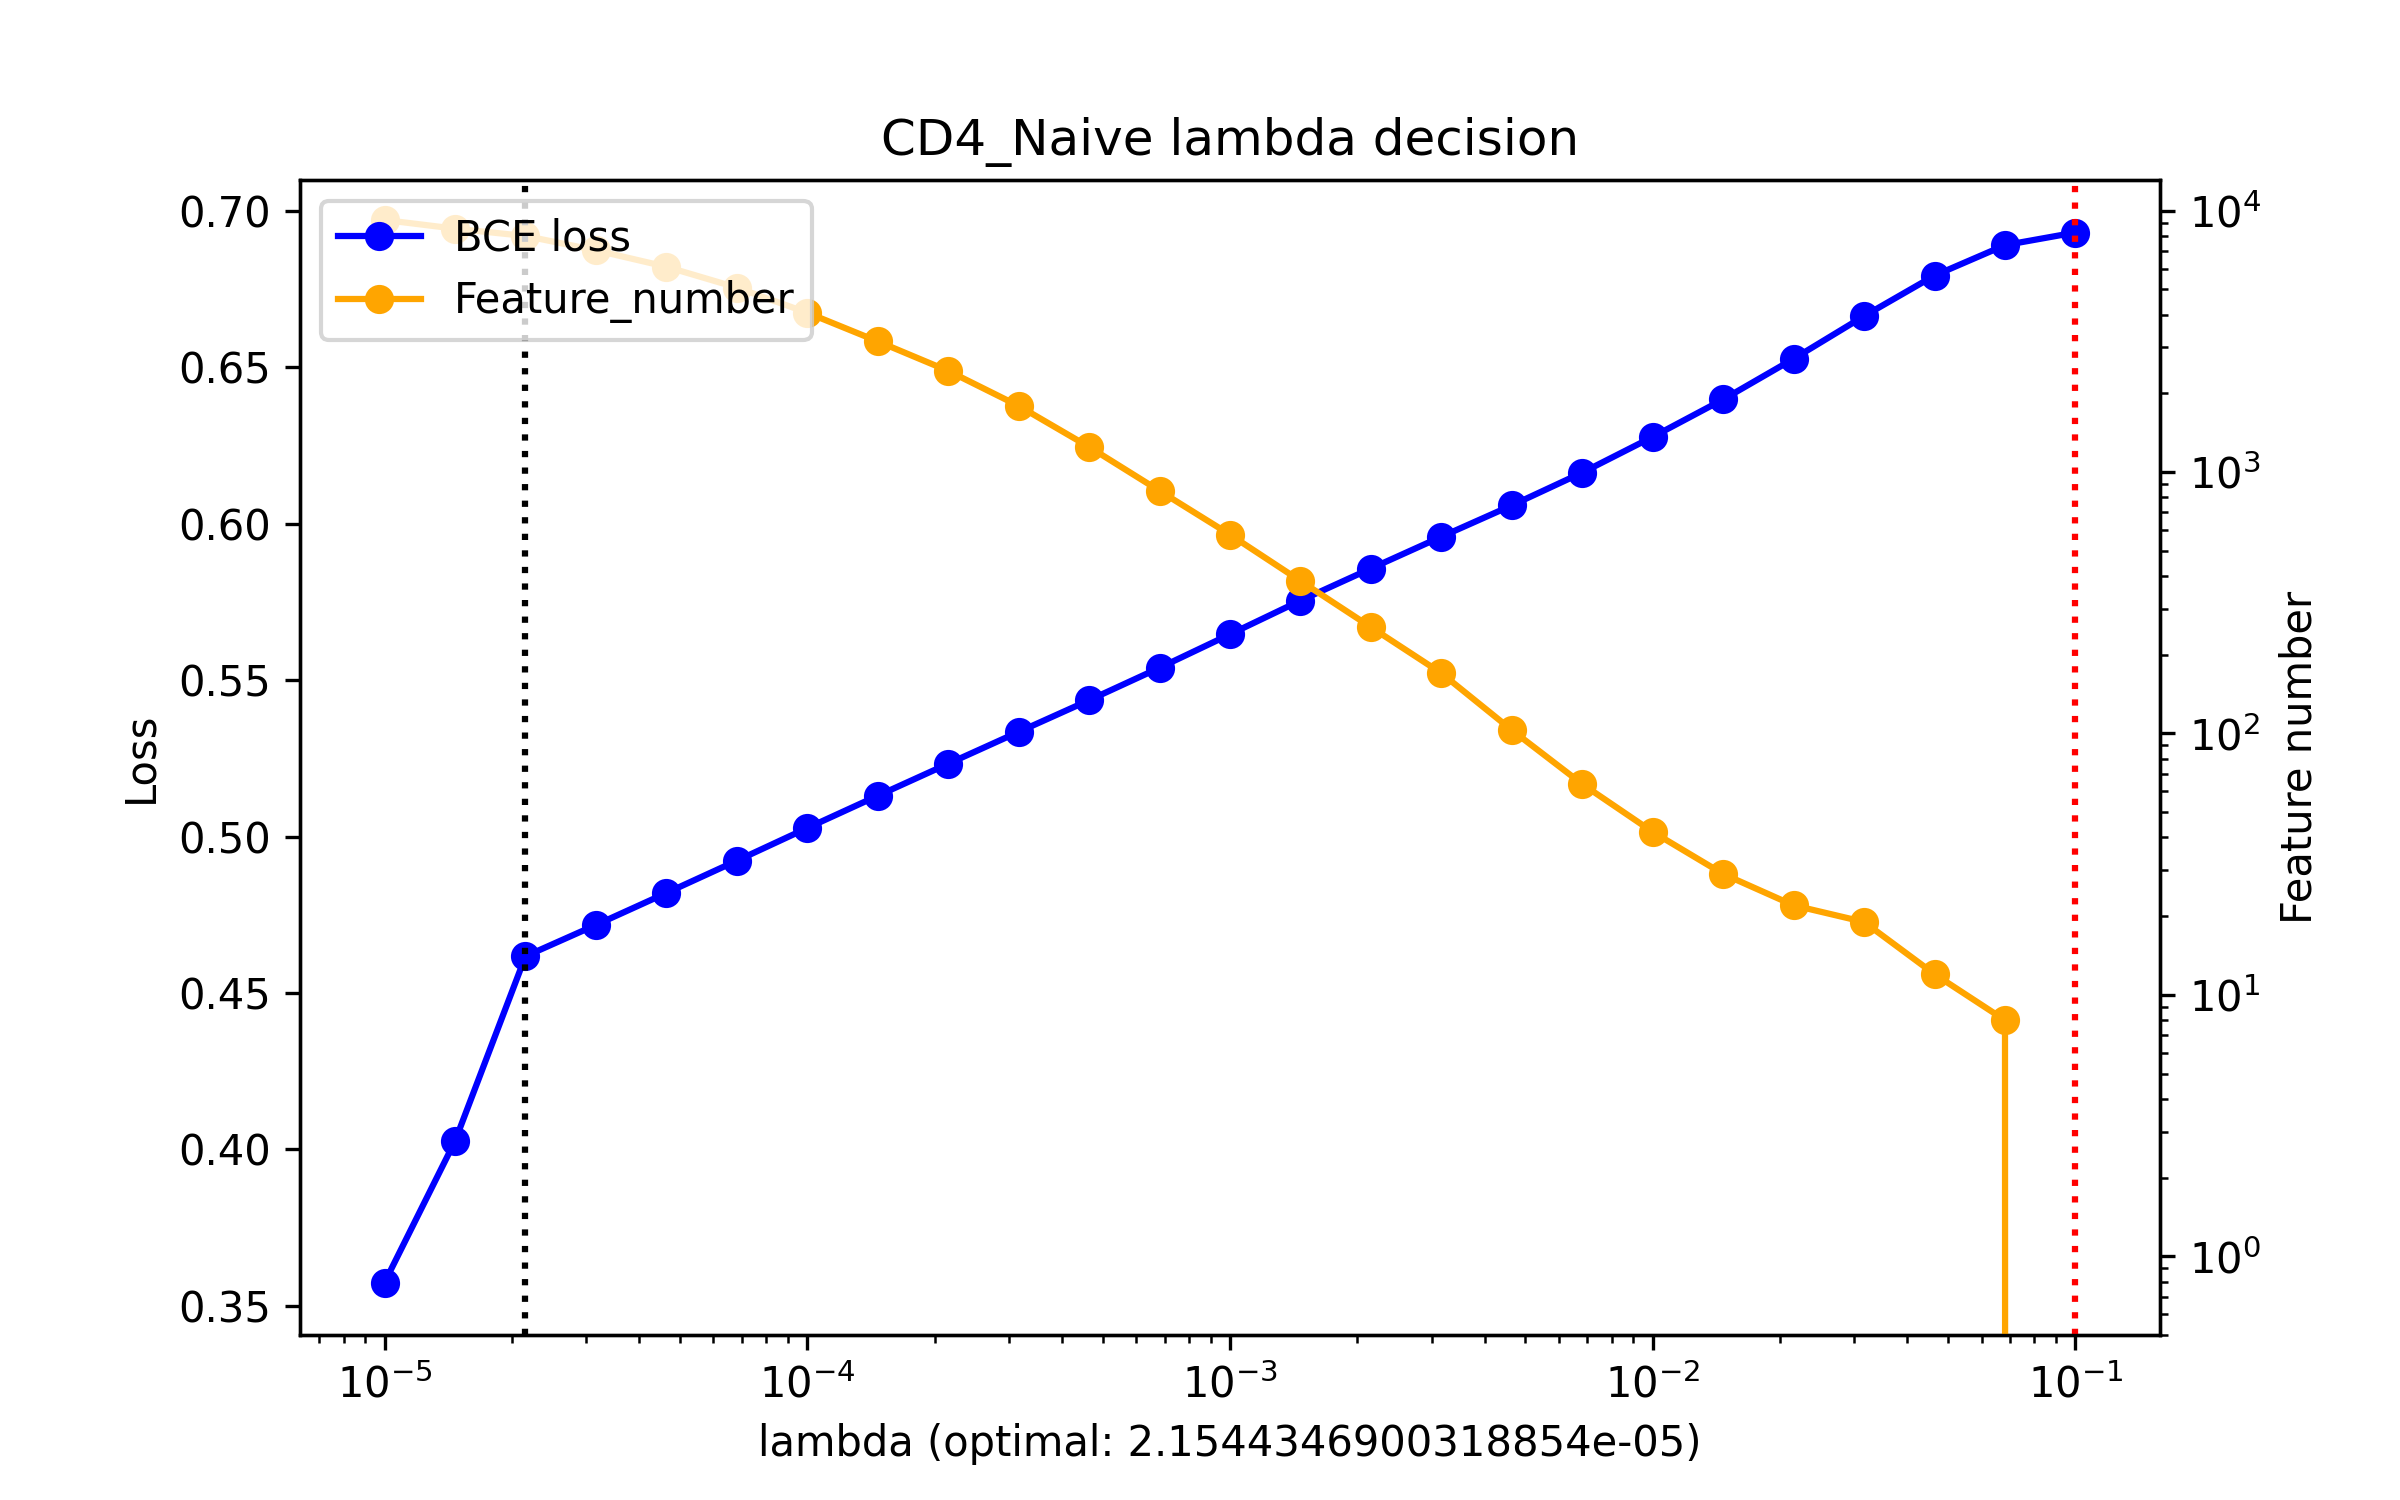 CD4_Naive lambda decision
BCE loss
Feature_number
Loss
0.70
0.65
0.60
0.55
0.50
0.45
0.40
0.35
Feature number
10⁴
10³
10²
10¹
10⁰
10⁻⁵ 10⁻⁴ 10⁻³ 10⁻² 10⁻¹
lambda (optimal: 2.1544346900318854e-05)